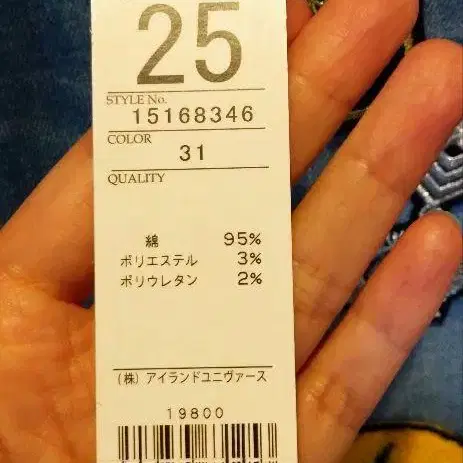 25
STYLE No.
15168346
COLOR
31
QUALITY
綿 95%
ポリエステル 3%
ポリウレタン 2%
(株) アイランドユニヴァース
19800